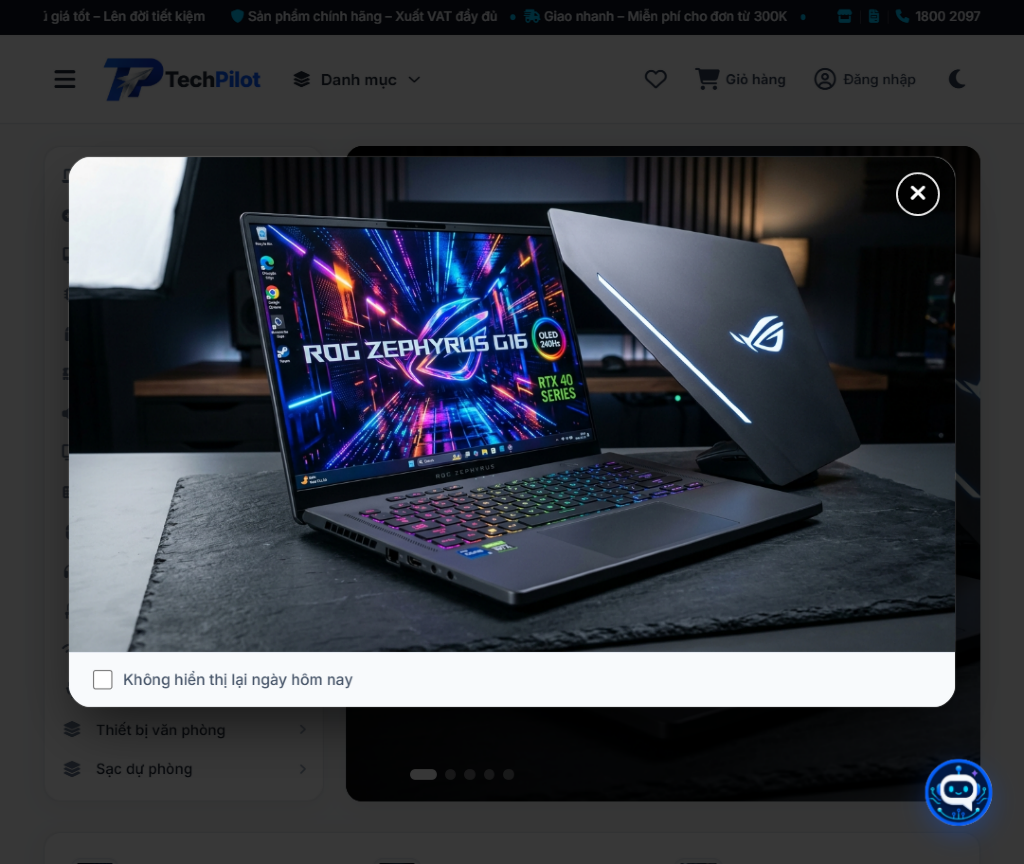 ũ giá tốt – Lên đời tiết kiệm
Sản phẩm chính hãng – Xuất VAT đầy đủ
Giao nhanh – Miễn phí cho đơn từ 300K
1800 2097
TechPilot
Danh mục
Giỏ hàng
Đăng nhập
ROG ZEPHYRUS G16
OLED
240Hz
RTX 40
SERIES
ROG ZEPHYRUS
Không hiển thị lại ngày hôm nay
Thiết bị văn phòng
Sạc dự phòng